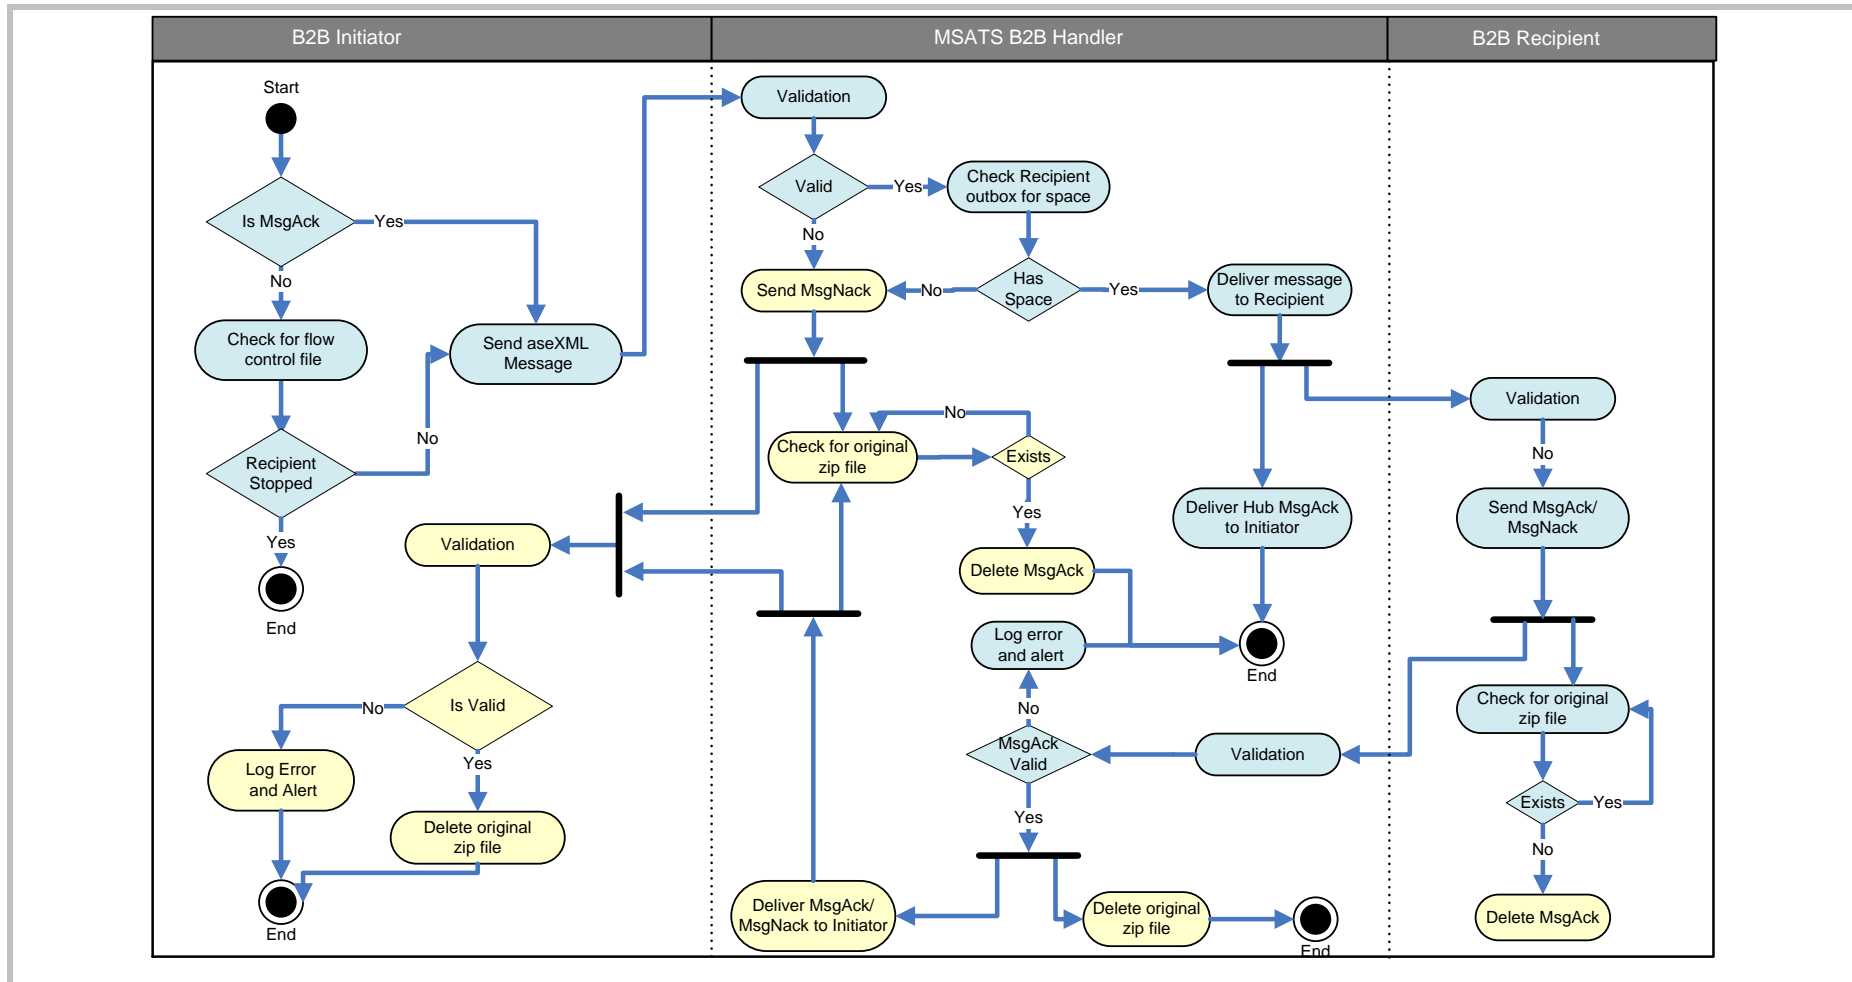 B2B Initiator
MSATS B2B Handler
B2B Recipient
Start
Is MsgAck
Yes
No
Check for flow
control file
Send aseXML
Message
No
Recipient
Stopped
Yes
End
Validation
Is Valid
No
Yes
Log Error
and Alert
Delete original
zip file
End
Validation
Valid
Yes
Check Recipient
outbox for space
No
Send MsgNack
No
Has
Space
Yes
Deliver message
to Recipient
No
Check for original
zip file
Exists
Yes
Delete MsgAck
Deliver Hub MsgAck
to Initiator
Log error
and alert
End
No
MsgAck
Valid
Validation
Yes
Deliver MsgAck/
MsgNack to Initiator
Delete original
zip file
End
Validation
No
Send MsgAck/
MsgNack
Check for original
zip file
Exists
Yes
No
Delete MsgAck